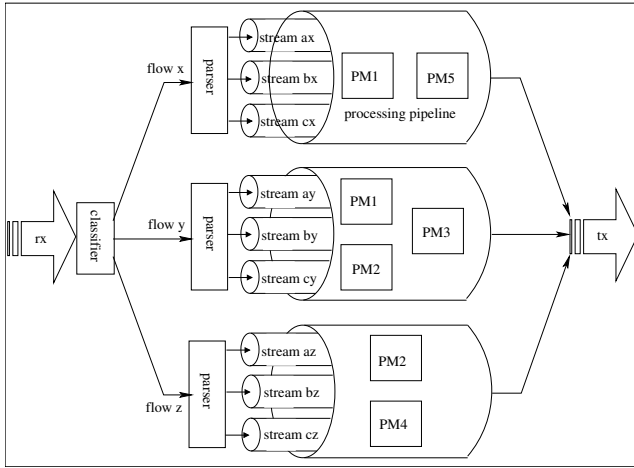 stream ax
flow x
parser
stream bx
PM1
PM5
stream cx
processing pipeline
rx
classifier
flow y
parser
stream ay
PM1
stream by
PM3
stream cy
PM2
tx
flow z
parser
stream az
PM2
stream bz
PM4
stream cz